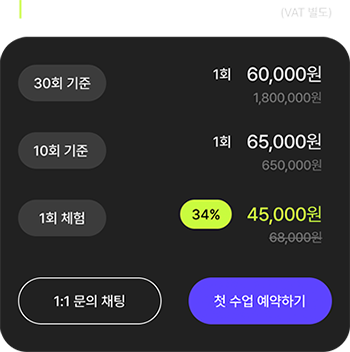 (VAT 별도)
30회 기준
1회 60,000원
1,800,000원
10회 기준
1회 65,000원
650,000원
1회 체험
34% 45,000원
68,000원
1:1 문의 채팅
첫 수업 예약하기